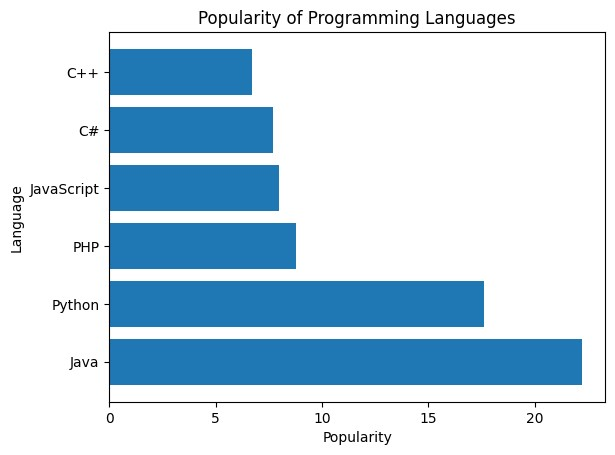 Popularity of Programming Languages
Language
C++
C#
JavaScript
PHP
Python
Java
0 5 10 15 20
Popularity